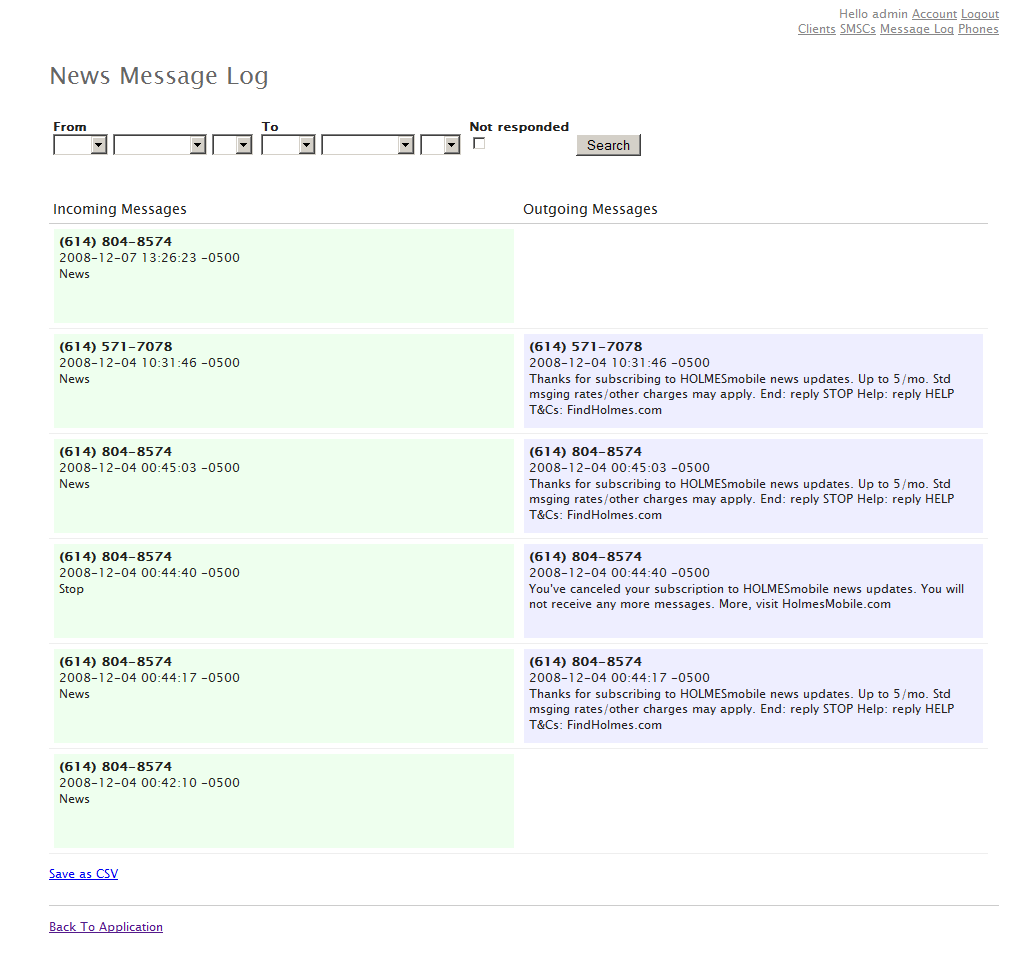 Hello admin Account Logout
Clients SMSCs Message Log Phones
News Message Log
From To Not responded
Search
Incoming Messages Outgoing Messages
(614) 804-8574
2008-12-07 13:26:23 -0500
News
(614) 571-7078
2008-12-04 10:31:46 -0500
News
(614) 571-7078
2008-12-04 10:31:46 -0500
Thanks for subscribing to HOLMESmobile news updates. Up to 5/mo. Std
msging rates/other charges may apply. End: reply STOP Help: reply HELP
T&Cs: FindHolmes.com
(614) 804-8574
2008-12-04 00:45:03 -0500
News
(614) 804-8574
2008-12-04 00:45:03 -0500
Thanks for subscribing to HOLMESmobile news updates. Up to 5/mo. Std
msging rates/other charges may apply. End: reply STOP Help: reply HELP
T&Cs: FindHolmes.com
(614) 804-8574
2008-12-04 00:44:40 -0500
Stop
(614) 804-8574
2008-12-04 00:44:40 -0500
You've canceled your subscription to HOLMESmobile news updates. You will
not receive any more messages. More, visit HolmesMobile.com
(614) 804-8574
2008-12-04 00:44:17 -0500
News
(614) 804-8574
2008-12-04 00:44:17 -0500
Thanks for subscribing to HOLMESmobile news updates. Up to 5/mo. Std
msging rates/other charges may apply. End: reply STOP Help: reply HELP
T&Cs: FindHolmes.com
(614) 804-8574
2008-12-04 00:42:10 -0500
News
Save as CSV
Back To Application